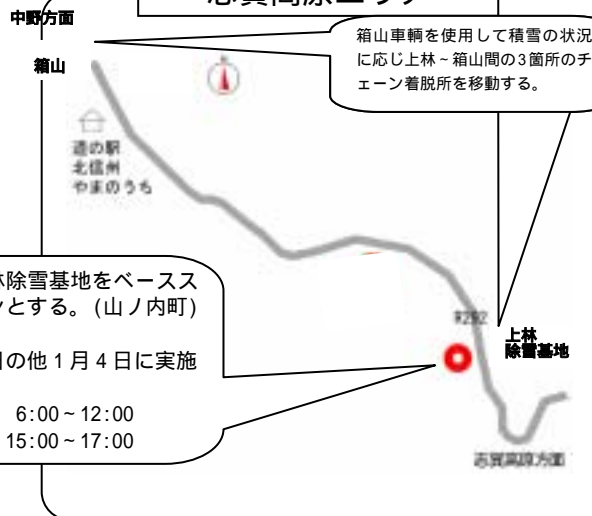 志賀高原エリア
中野方面
箱山
箱山車輌を使用して積雪の状況
に応じ上林~箱山間の3箇所のチ
ェーン着脱所を移動する。
道の駅
北信州
やまのうち
林除雪基地をベースス
ンとする。(山ノ内町)
日の他1月4日に実施
6:00~12:00
15:00~17:00
R292
上林
除雪基地
志賀高原方面